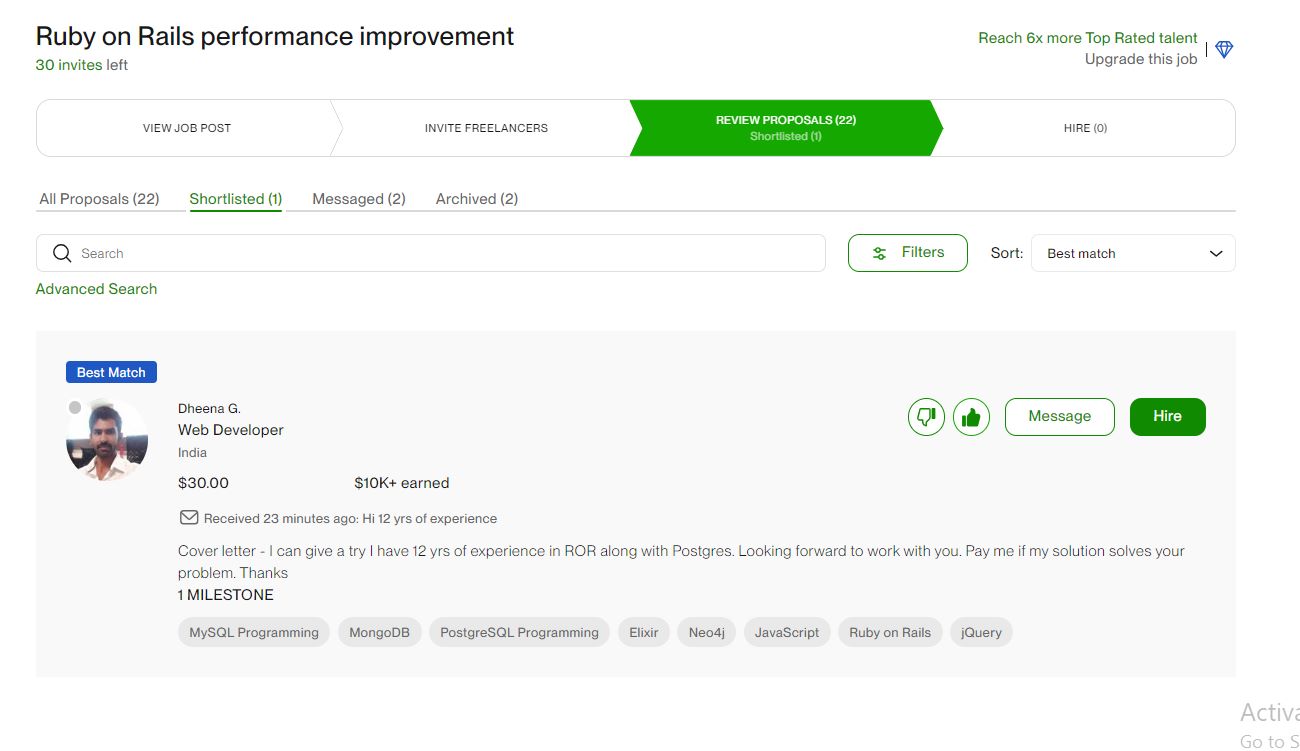 Ruby on Rails performance improvement
30 invites left
Reach 6x more Top Rated talent
Upgrade this job
VIEW JOB POST
INVITE FREELANCERS
REVIEW PROPOSALS (22)
Shortlisted (1)
HIRE (0)
All Proposals (22)
Shortlisted (1)
Messaged (2)
Archived (2)
Search
Filters
Sort:
Best match
Advanced Search
Best Match
Dheena G.
Web Developer
India
Message
Hire
$30.00
$10K+ earned
Received 23 minutes ago: Hi 12 yrs of experience
Cover letter - I can give a try I have 12 yrs of experience in ROR along with Postgres. Looking forward to work with you. Pay me if my solution solves your
problem. Thanks
1 MILESTONE
MySQL Programming
MongoDB
PostgreSQL Programming
Elixir
Neo4j
JavaScript
Ruby on Rails
jQuery
Go to S